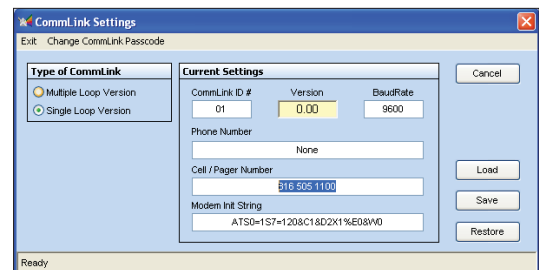 CommLink Settings
Exit Change CommLink Passcode
Type of CommLink
Multiple Loop Version
Single Loop Version
Current Settings
CommLink ID # Version BaudRate
01 0.00 9600
Phone Number
None
Cell / Pager Number
316 505 1100
Modem Init String
ATS0=1S7=120&C1&D2X1%E0&W0
Cancel
Load
Save
Restore
Ready